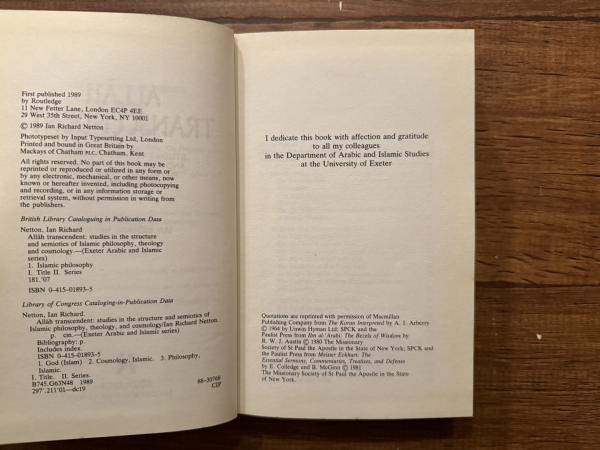 First published 1989
by Routledge
11 New Fetter Lane, London EC4P 4EE
29 West 35th Street, New York, NY 10001
© 1989 Ian Richard Netton
Phototypeset by Input Typesetting Ltd, London
Printed and bound in Great Britain by
Mackays of Chatham PLC, Chatham, Kent
All rights reserved. No part of this book may be
reprinted or reproduced or utilized in any form or
by any electronic, mechanical, or other means, now
known or hereafter invented, including photocopying
and recording, or in any information storage or
retrieval system, without permission in writing from
the publishers.
British Library Cataloguing in Publication Data
Netton, Ian Richard
Allāh transcendent: studies in the structure
and semiotics of Islamic philosophy, theology
and cosmology.—(Exeter Arabic and Islamic
series)
1. Islamic philosophy
I. Title II. Series
181.'07
ISBN 0-415-01893-5
Library of Congress Cataloging-in-Publication Data
Netton, Ian Richard.
Allāh transcendent: studies in the structure and semiotics of
Islamic philosophy, theology, and cosmology/Ian Richard Netton.
p. cm.—(Exeter Arabic and Islamic series)
Bibliography: p.
Includes index.
ISBN 0-415-01893-5
1. God (Islam) 2. Cosmology, Islamic. 3. Philosophy,
Islamic.
I. Title. II. Series.
B745.G63N48 1989
297'.211'01—dc19 88-30768
CIP
I dedicate this book with affection and gratitude
to all my colleagues
in the Department of Arabic and Islamic Studies
at the University of Exeter
Quotations are reprinted with permission of Macmillan
Publishing Company from The Koran Interpreted by A. J. Arberry.
© 1964 by Unwin Hyman Ltd; SPCK and the
Paulist Press from Ibn al-'Arabi: The Bezels of Wisdom by
R. W. J. Austin © 1980 The Missionary
Society of St Paul the Apostle in the State of New York; SPCK and
the Paulist Press from Meister Eckhart: The
Essential Sermons, Commentaries, Treatises, and Defense
by E. Colledge and B. McGinn © 1981
The Missionary Society of St Paul the Apostle in the State
of New York.